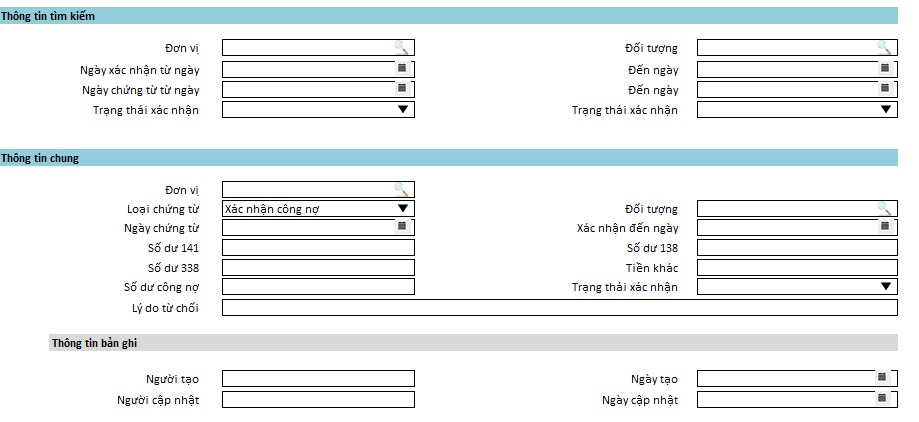 Thông tin tìm kiếm
Đơn vị Đối tượng
Ngày xác nhận từ ngày Đến ngày
Ngày chứng từ từ ngày Đến ngày
Trạng thái xác nhận Trạng thái xác nhận
Thông tin chung
Đơn vị
Loại chứng từ Xác nhận công nợ Đối tượng
Ngày chứng từ Xác nhận đến ngày
Số dư 141 Số dư 138
Số dư 338 Tiền khác
Số dư công nợ Trạng thái xác nhận
Lý do từ chối
Thông tin bản ghi
Người tạo Ngày tạo
Người cập nhật Ngày cập nhật